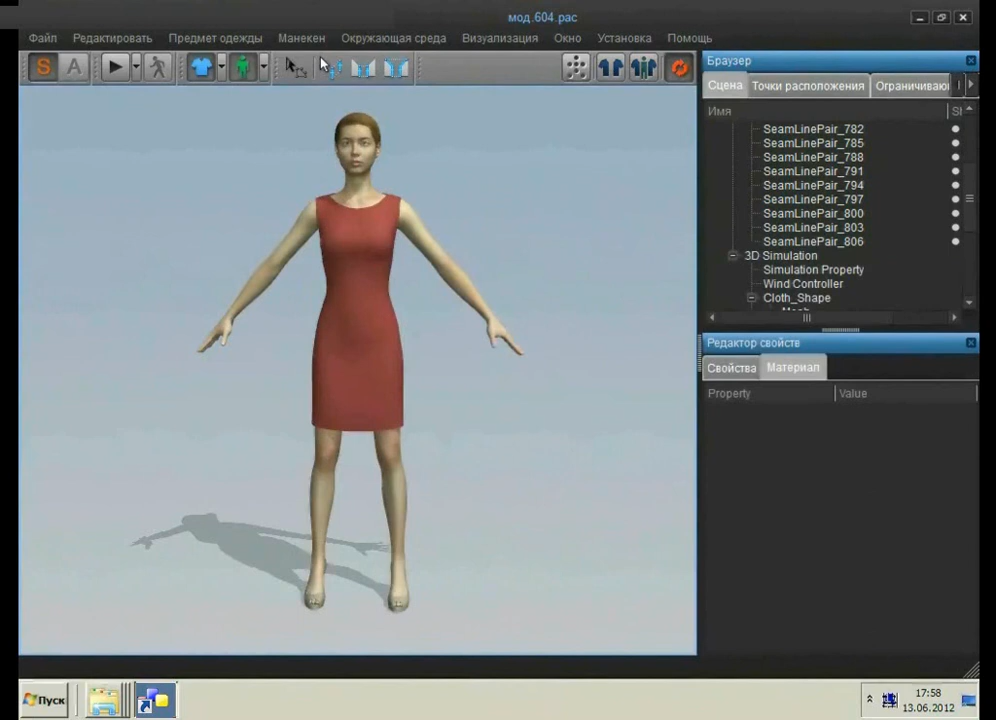 мод.604.pac
Файл Редактировать Предмет одежды Манекен Окружающая среда Визуализация Окно Установка Помощь
S A
Браузер
Сцена Точки расположения Ограничиваю
Имя SI
SeamLinePair_782
SeamLinePair_785
SeamLinePair_788
SeamLinePair_791
SeamLinePair_794
SeamLinePair_797
SeamLinePair_800
SeamLinePair_803
SeamLinePair_806
3D Simulation
Simulation Property
Wind Controller
Cloth_Shape
Редактор свойств
Свойства Материал
Property Value
Пуск
17:58
13.06.2012